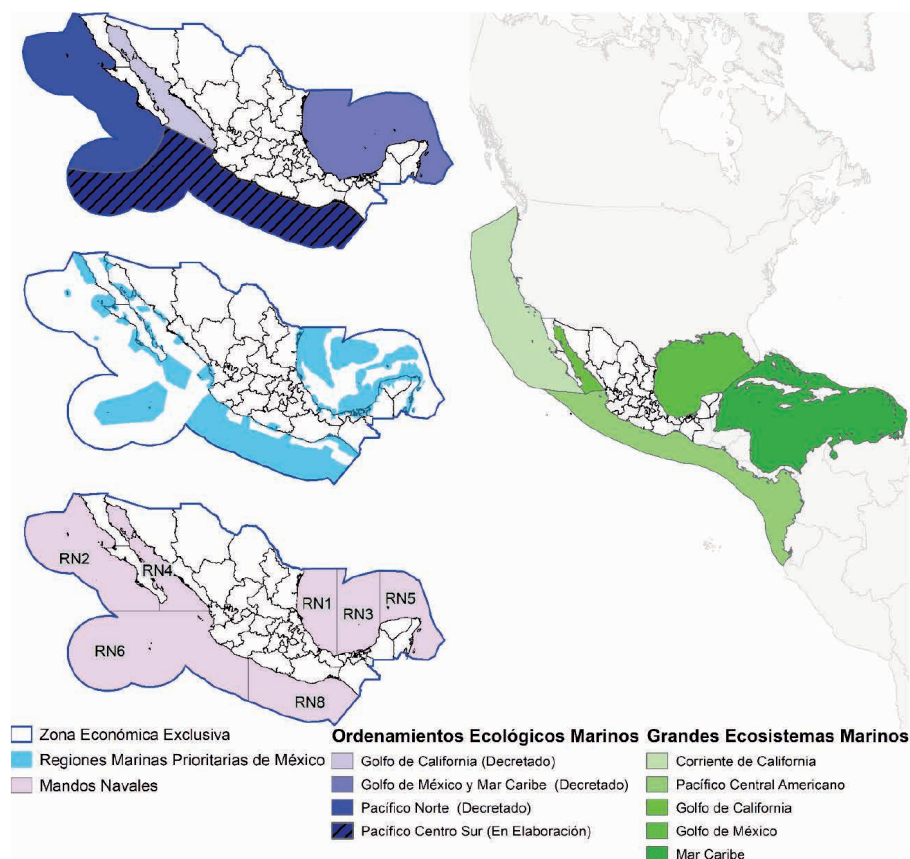 RN2
RN4
RN1
RN3
RN5
RN6
RN8
Zona Económica Exclusiva
Regiones Marinas Prioritarias de México
Mandos Navales
Ordenamientos Ecológicos Marinos
Golfo de California (Decretado)
Golfo de México y Mar Caribe (Decretado)
Pacífico Norte (Decretado)
Pacífico Centro Sur (En Elaboración)
Grandes Ecosistemas Marinos
Corriente de California
Pacífico Central Americano
Golfo de California
Golfo de México
Mar Caribe